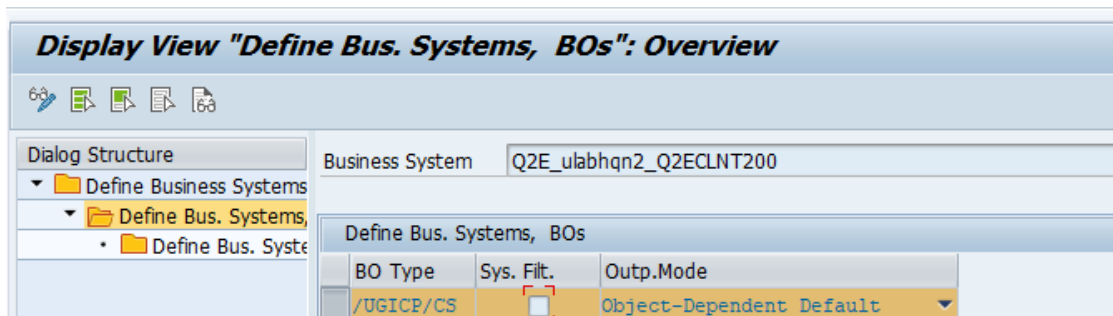 Display View "Define Bus. Systems, BOs": Overview
Dialog Structure
Business System Q2E_ulabhqn2_Q2ECLNT200
Define Business Systems
Define Bus. Systems,
Define Bus. Syste
Define Bus. Systems, BOs
BO Type Sys. Filt. Outp.Mode
/UGICP/CS Object-Dependent Default